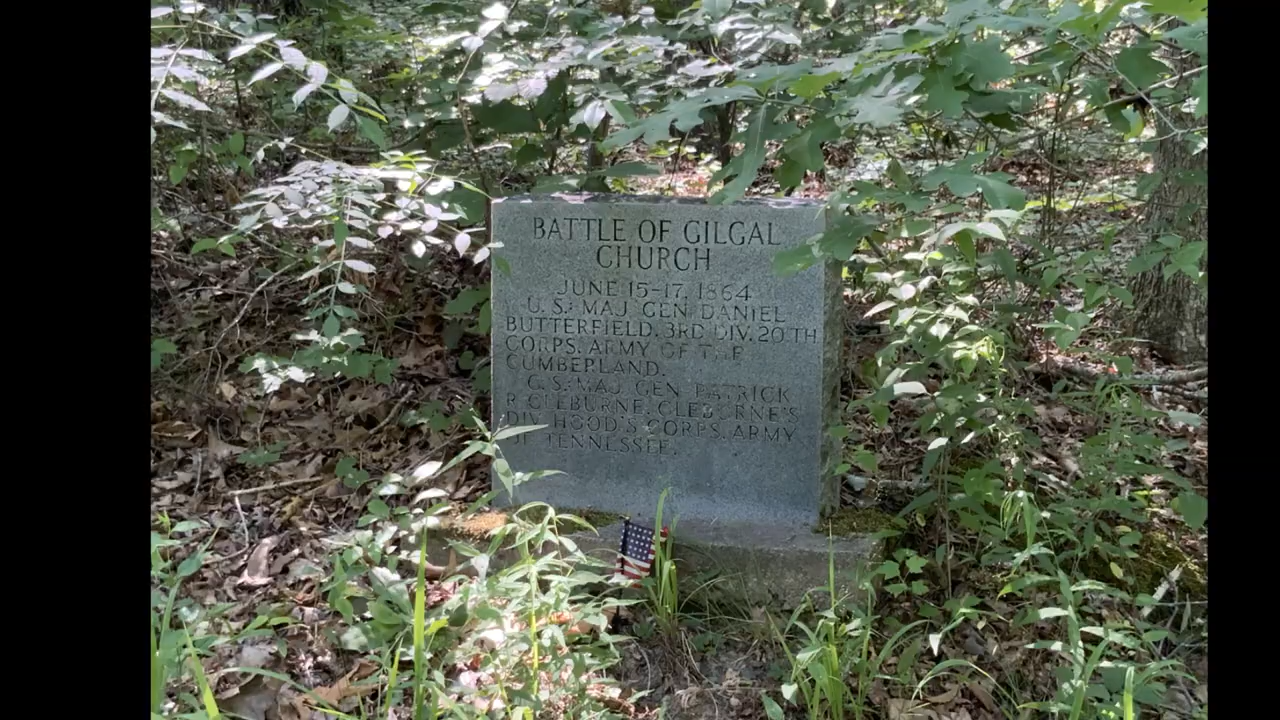 BATTLE OF GILGAL
CHURCH
JUNE 15-17, 1864
U.S.: MAJ GEN DANIEL
BUTTERFIELD. 3RD DIV. 20TH
CORPS. ARMY OF THE
CUMBERLAND.
C.S.: MAJ GEN PATRICK
R CLEBURNE. CLEBURNE'S
DIV. HOOD'S CORPS. ARMY
OF TENNESSEE.